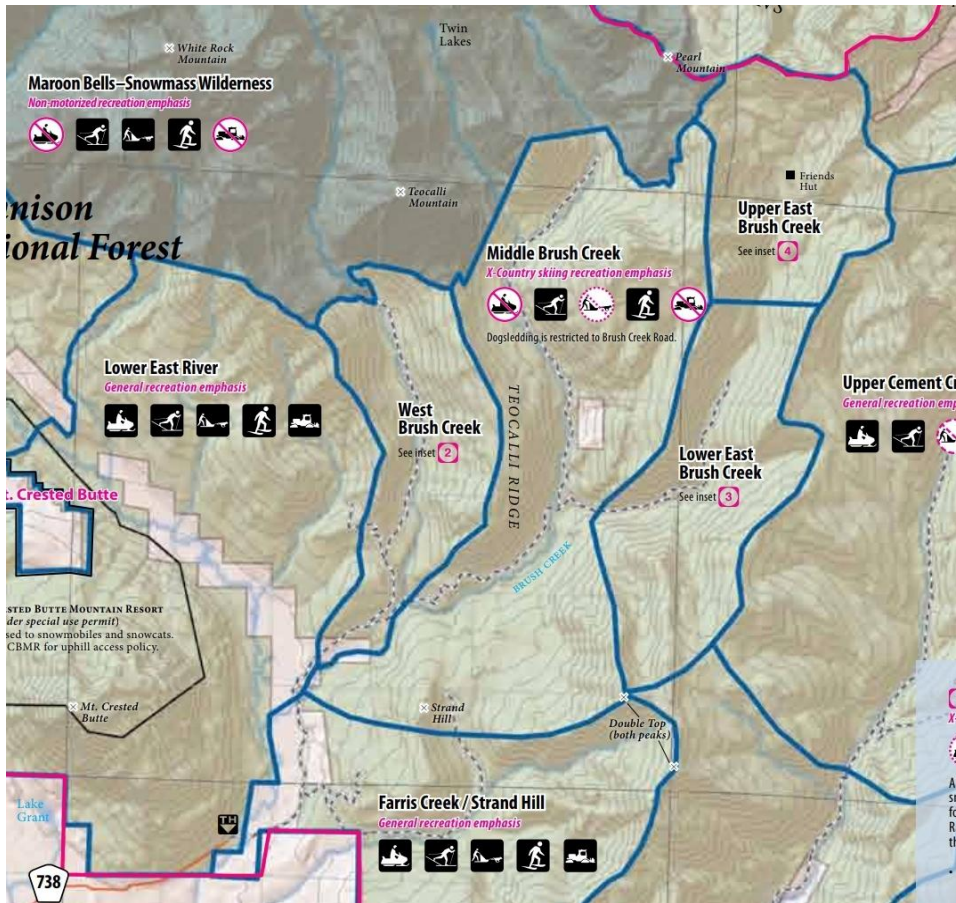 Twin
Lakes
White Rock
Mountain
Pearl
Mountain
Maroon Bells–Snowmass Wilderness
Non-motorized recreation emphasis
Friends
Hut
Teocalli
Mountain
nison
ional Forest
Upper East
Brush Creek
See inset 4
Middle Brush Creek
X-Country skiing recreation emphasis
Dogsledding is restricted to Brush Creek Road.
Lower East River
General recreation emphasis
Upper Cement Cr
General recreation emp
West
Brush Creek
See inset 2
TEOCALLI RIDGE
Lower East
Brush Creek
See inset 3
t. Crested Butte
BRUSH CREEK
STED BUTTE MOUNTAIN RESORT
der special use permit)
sed to snowmobiles and snowcats.
CBMR for uphill access policy.
Mt. Crested
Butte
Strand
Hill
Double Top
(both peaks)
Lake
Grant
TH
Farris Creek / Strand Hill
General recreation emphasis
738